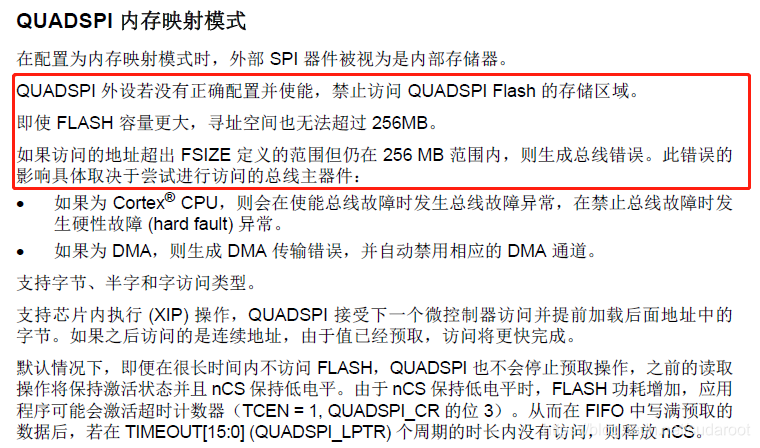 QUADSPI 内存映射模式
在配置为内存映射模式时，外部 SPI 器件被视为是内部存储器。
QUADSPI 外设若没有正确配置并使能，禁止访问 QUADSPI Flash 的存储区域。
即使 FLASH 容量更大，寻址空间也无法超过 256MB。
如果访问的地址超出 FSIZE 定义的范围但仍在 256 MB 范围内，则生成总线错误。此错误的
影响具体取决于尝试进行访问的总线主器件：
• 如果为 Cortex® CPU，则会在使能总线故障时发生总线故障异常，在禁止总线故障时发
生硬性故障 (hard fault) 异常。
• 如果为 DMA，则生成 DMA 传输错误，并自动禁用相应的 DMA 通道。
支持字节、半字和字访问类型。
支持芯片内执行 (XIP) 操作，QUADSPI 接受下一个微控制器访问并提前加载后面地址中的
字节。如果之后访问的是连续地址，由于值已经预取，访问将更快完成。
默认情况下，即便在很长时间内不访问 FLASH，QUADSPI 也不会停止预取操作，之前的读取
操作将保持激活状态并且 nCS 保持低电平。由于 nCS 保持低电平时，FLASH 功耗增加，应用
程序可能会激活超时计数器（TCEN = 1, QUADSPI_CR 的位 3）。从而在 FIFO 中写满预取的
数据后，若在 TIMEOUT[15:0] (QUADSPI_LPTR) 个周期的时长内没有访问，则释放 nCS。